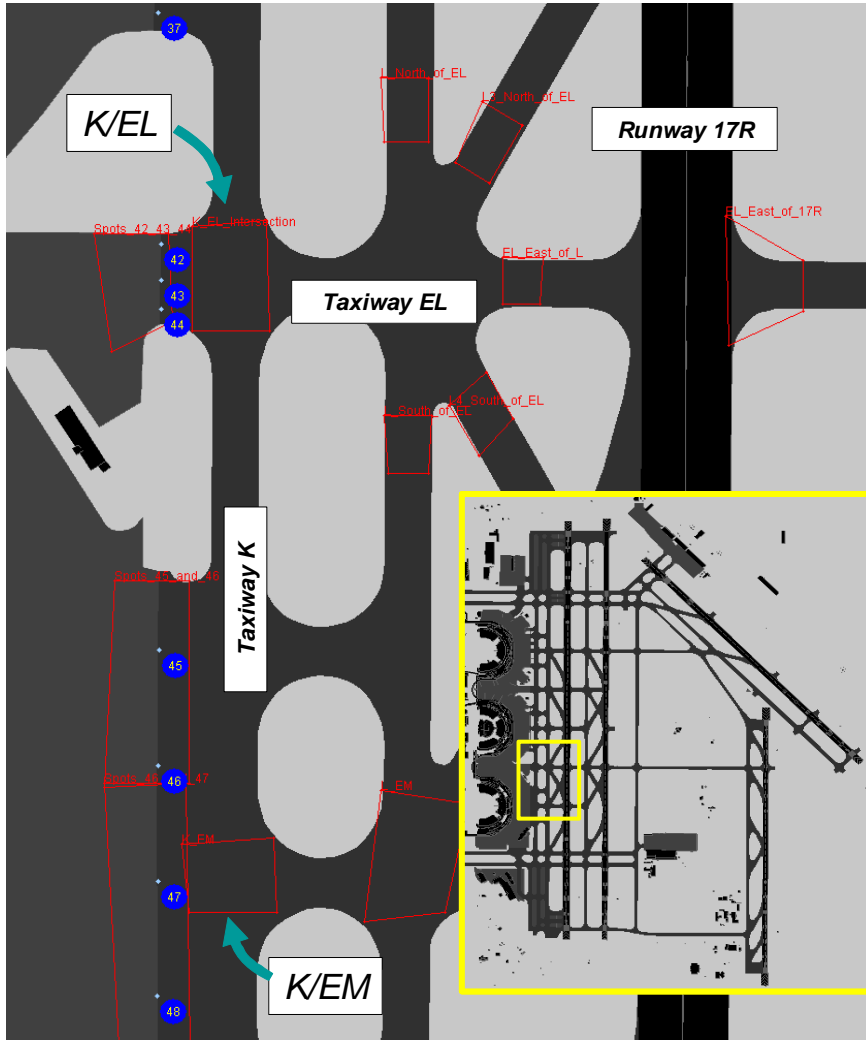 37
L_North_of_EL
L3_North_of_EL
K/EL
Runway 17R
Spots_42_43_44
K_EL_Intersection
EL_East_of_17R
42
EL_East_of_L
43
Taxiway EL
44
L4_South_of_EL
L_South_of_EL
Taxiway K
Spots_45_and_46
45
46
L_EM
K_EM
47
K/EM
48